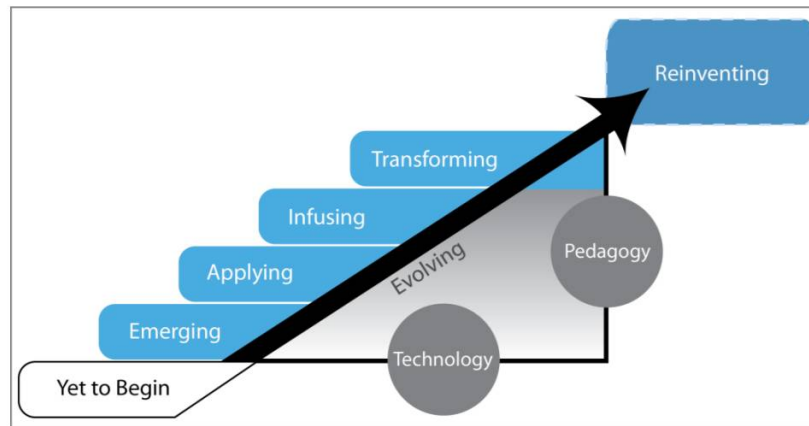 Reinventing
Transforming
Infusing
Evolving
Pedagogy
Applying
Emerging
Technology
Yet to Begin